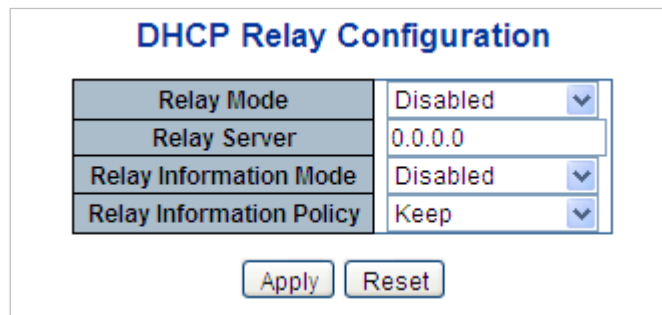 DHCP Relay Configuration
Relay Mode Disabled
Relay Server 0.0.0.0
Relay Information Mode Disabled
Relay Information Policy Keep
Apply Reset